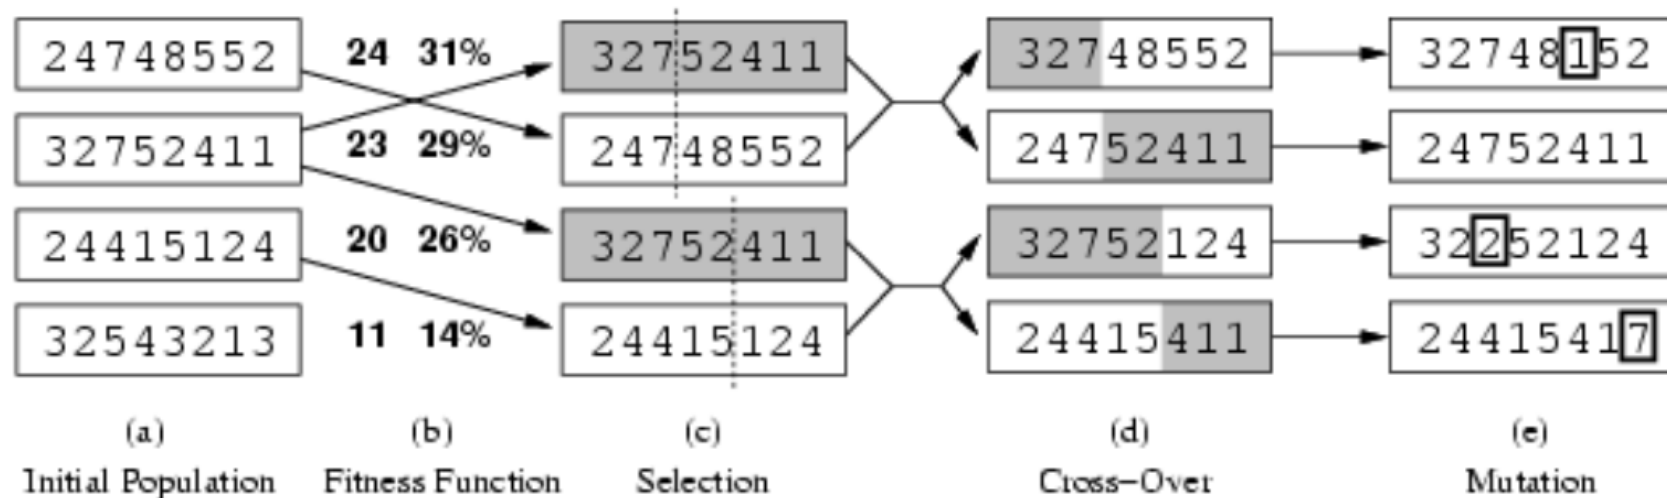 24748552 24 31% 32752411 32748552 32748152
32752411 23 29% 24748552 24752411 24752411
24415124 20 26% 32752411 32752124 32252124
32543213 11 14% 24415124 24415411 24415417
(a) (b) (c) (d) (e)
Initial Population Fitness Function Selection Cross-Over Mutation